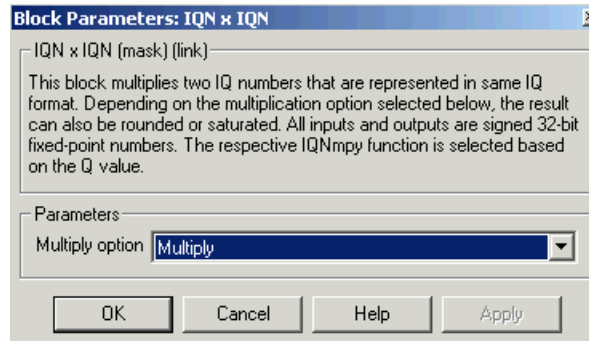 Block Parameters: IQN x IQN
IQN x IQN (mask) (link)
This block multiplies two IQ numbers that are represented in same IQ
format. Depending on the multiplication option selected below, the result
can also be rounded or saturated. All inputs and outputs are signed 32-bit
fixed-point numbers. The respective IQNmpy function is selected based
on the Q value.
Parameters
Multiply option Multiply
OK Cancel Help Apply